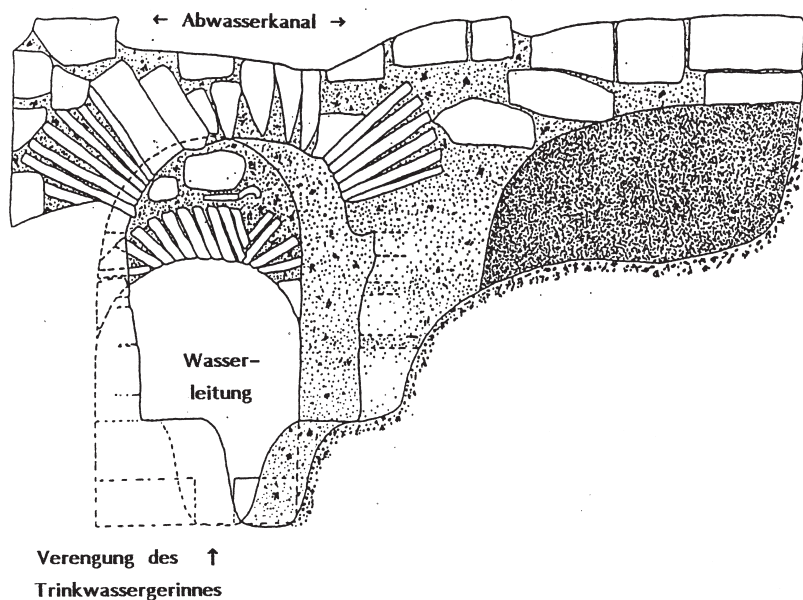 ← Abwasserkanal →
Wasser-
leitung
Verengung des ↑
Trinkwassergerinnes